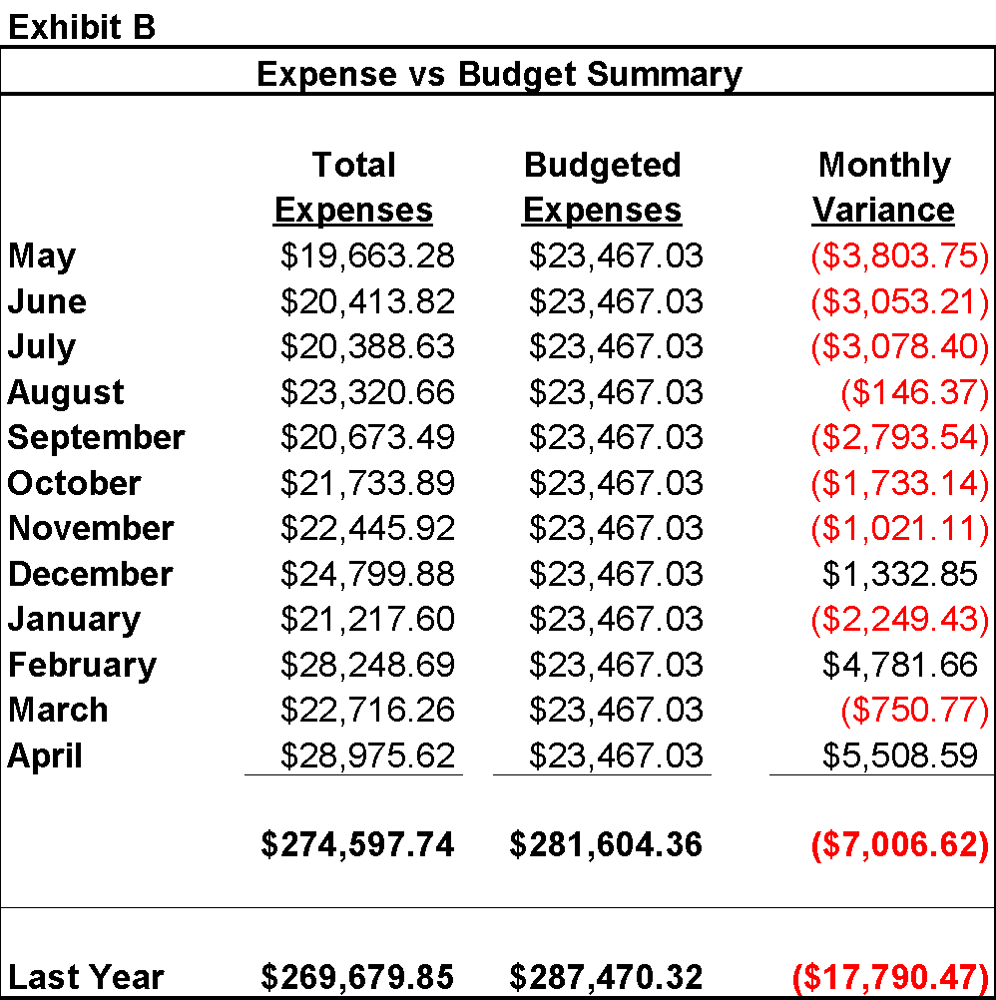 Exhibit B
Expense vs Budget Summary
Total Budgeted Monthly
Expenses Expenses Variance
May $19,663.28 $23,467.03 ($3,803.75)
June $20,413.82 $23,467.03 ($3,053.21)
July $20,388.63 $23,467.03 ($3,078.40)
August $23,320.66 $23,467.03 ($146.37)
September $20,673.49 $23,467.03 ($2,793.54)
October $21,733.89 $23,467.03 ($1,733.14)
November $22,445.92 $23,467.03 ($1,021.11)
December $24,799.88 $23,467.03 $1,332.85
January $21,217.60 $23,467.03 ($2,249.43)
February $28,248.69 $23,467.03 $4,781.66
March $22,716.26 $23,467.03 ($750.77)
April $28,975.62 $23,467.03 $5,508.59
$274,597.74 $281,604.36 ($7,006.62)
Last Year $269,679.85 $287,470.32 ($17,790.47)